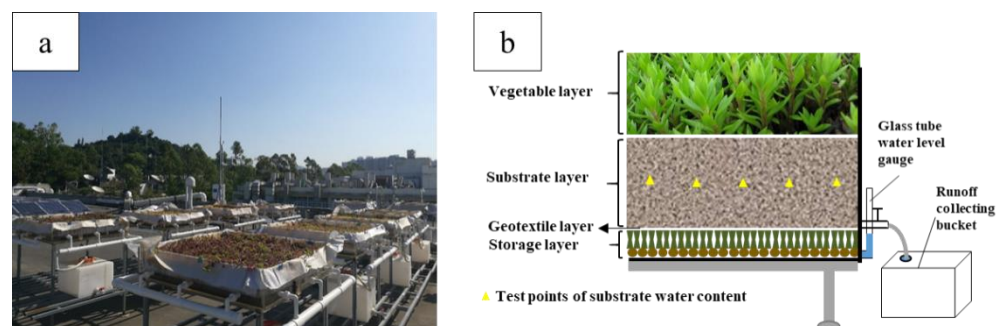 a
b
Vegetable layer
Substrate layer
Geotextile layer
Storage layer
Glass tube
water level
gauge
Runoff
collecting
bucket
Test points of substrate water content